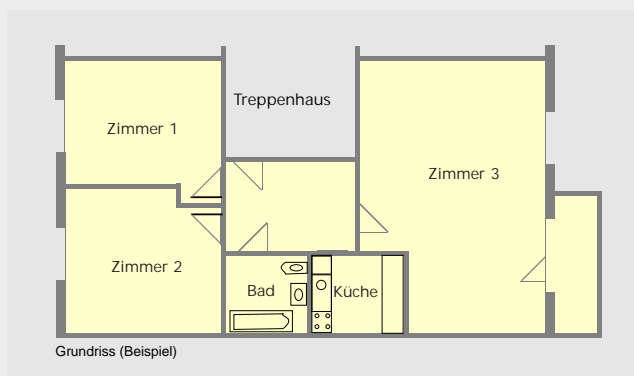 Treppenhaus
Zimmer 1
Zimmer 3
Zimmer 2
Bad
Küche
Grundriss (Beispiel)